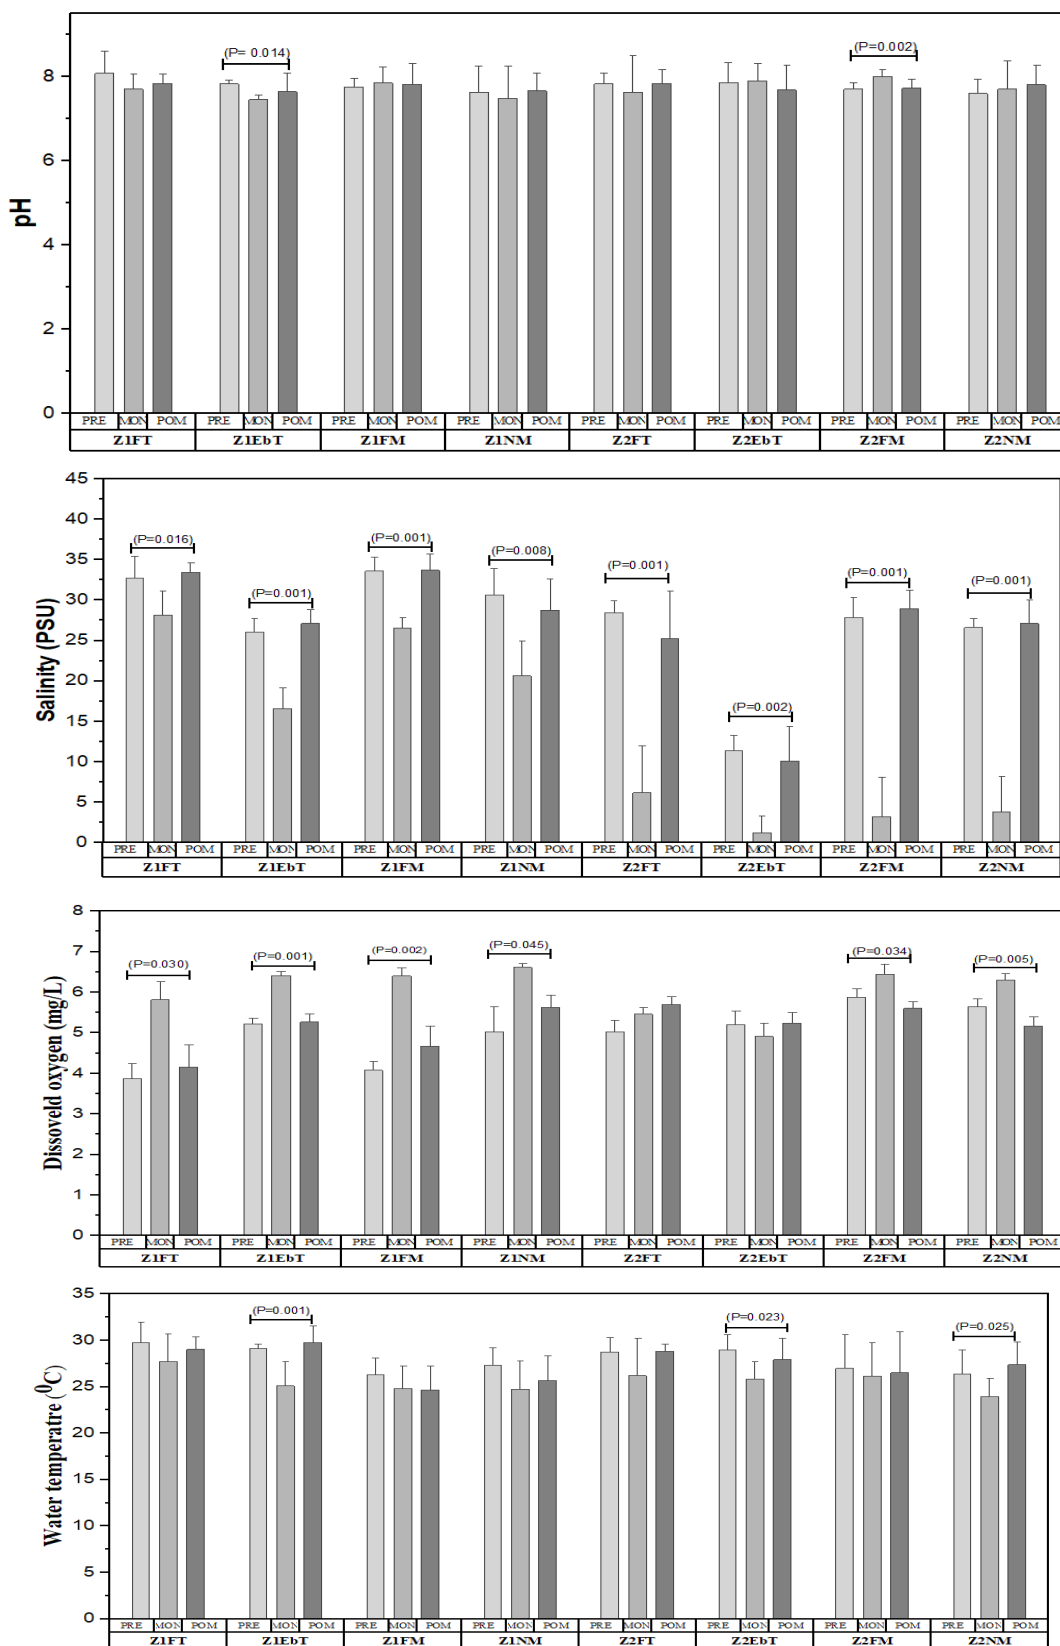 (P= 0.014)
(P=0.002)
8
6
4
2
0
pH
PRE MON POM PRE MON POM PRE MON POM PRE MON POM PRE MON POM PRE MON POM PRE MON POM PRE MON POM
Z1FT Z1EbT Z1FM Z1NM Z2FT Z2EbT Z2FM Z2NM
45
40
35
30
25
20
15
10
5
0
Salinity (PSU)
(P=0.016) (P=0.001) (P=0.001) (P=0.008) (P=0.001) (P=0.002) (P=0.001) (P=0.001)
PRE MON POM PRE MON POM PRE MON POM PRE MON POM PRE MON POM PRE MON POM PRE MON POM PRE MON POM
Z1FT Z1EbT Z1FM Z1NM Z2FT Z2EbT Z2FM Z2NM
8
7
6
5
4
3
2
1
0
Dissoveld oxygen (mg/L)
(P=0.030) (P=0.001) (P=0.002) (P=0.045) (P=0.034) (P=0.005)
PRE MON POM PRE MON POM PRE MON POM PRE MON POM PRE MON POM PRE MON POM PRE MON POM PRE MON POM
Z1FT Z1EbT Z1FM Z1NM Z2FT Z2EbT Z2FM Z2NM
35
30
25
20
15
10
5
0
Water temperatre (⁰C)
(P=0.001) (P=0.023) (P=0.025)
PRE MON POM PRE MON POM PRE MON POM PRE MON POM PRE MON POM PRE MON POM PRE MON POM PRE MON POM
Z1FT Z1EbT Z1FM Z1NM Z2FT Z2EbT Z2FM Z2NM